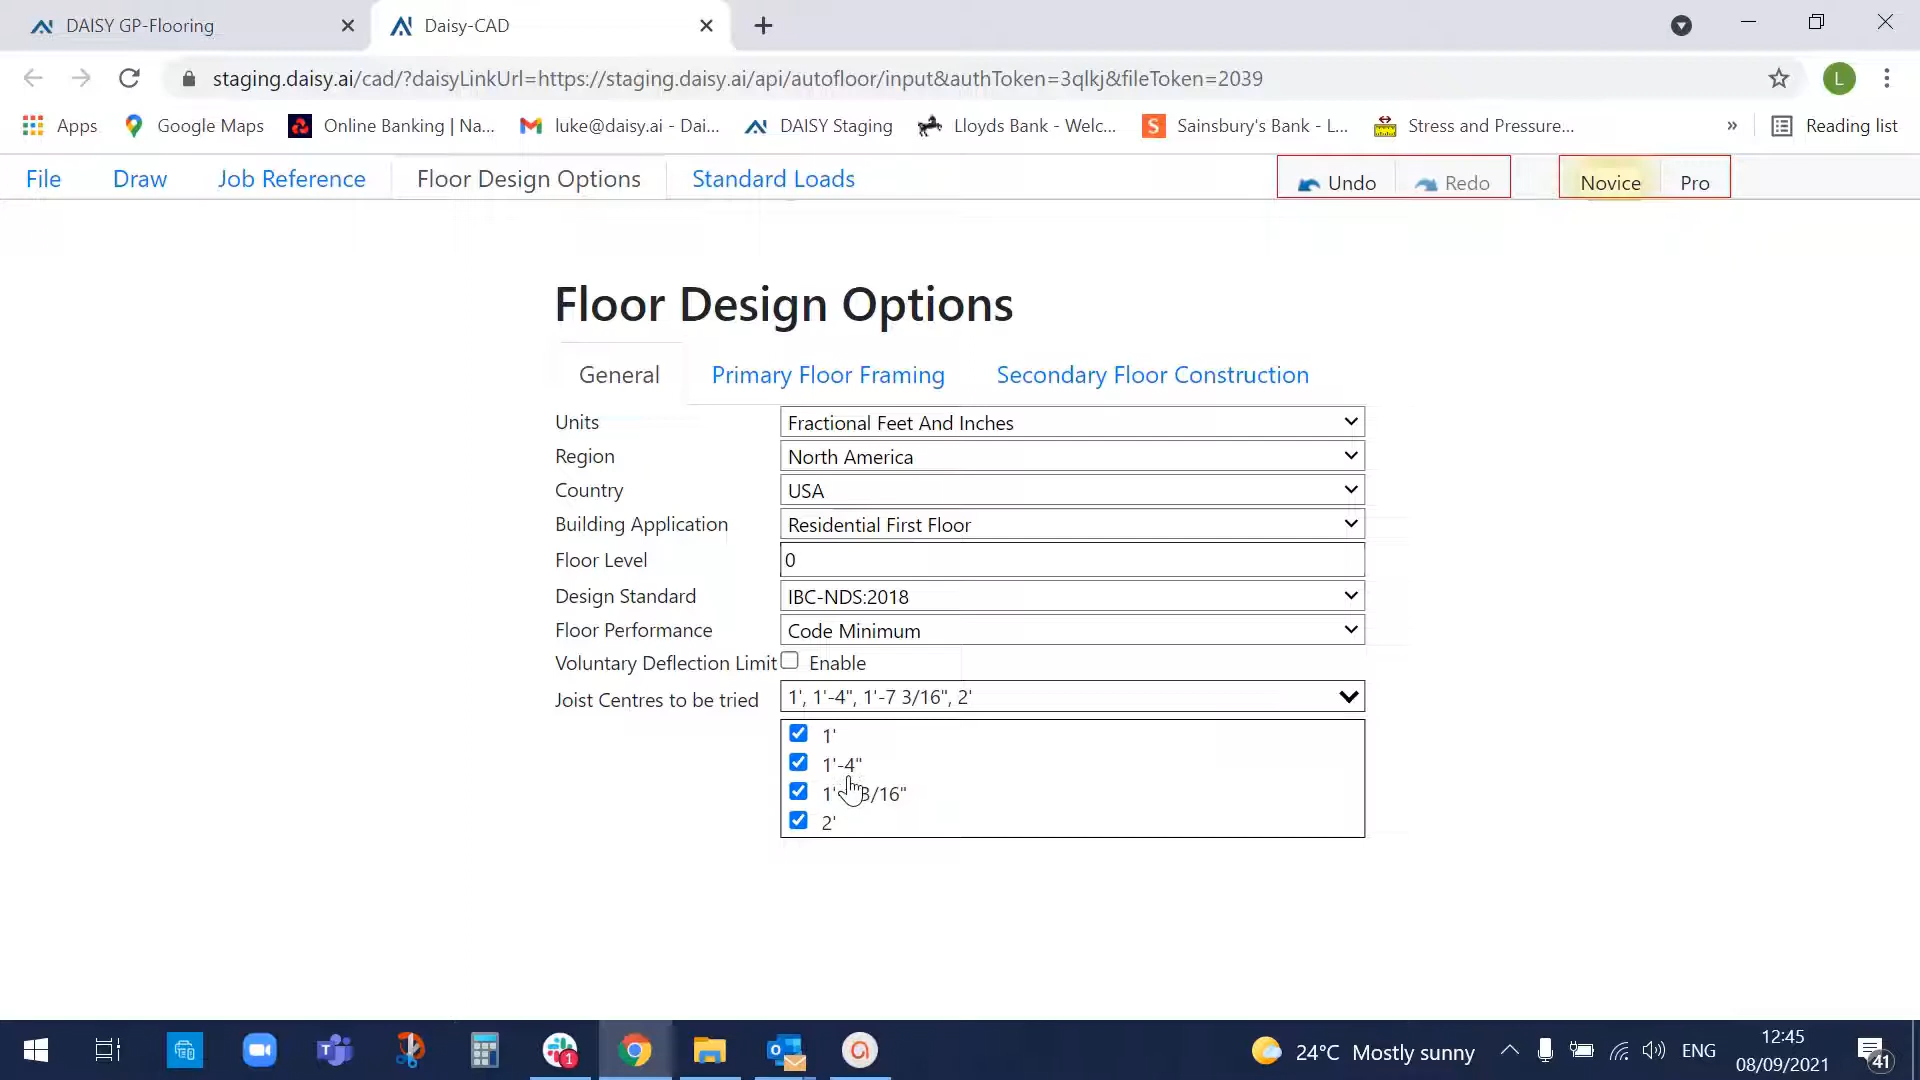 DAISY GP-Flooring
Daisy-CAD
staging.daisy.ai/cad/?daisyLinkUrl=https://staging.daisy.ai/api/autofloor/input&authToken=3qlkj&fileToken=2039
L
Apps
Google Maps
Online Banking | Na...
luke@daisy.ai - Dai...
DAISY Staging
Lloyds Bank - Welc...
S
Sainsbury's Bank - L...
Stress and Pressure...
»
Reading list
File
Draw
Job Reference
Floor Design Options
Standard Loads
Undo
Redo
Novice
Pro
Floor Design Options
General
Primary Floor Framing
Secondary Floor Construction
Units
Fractional Feet And Inches
Region
North America
Country
USA
Building Application
Residential First Floor
Floor Level
0
Design Standard
IBC-NDS:2018
Floor Performance
Code Minimum
Voluntary Deflection Limit
Enable
Joist Centres to be tried
1', 1'-4", 1'-7 3/16", 2'
1'
1'-4"
3/16"
2'
1
24°C Mostly sunny
ENG
12:45
08/09/2021
41